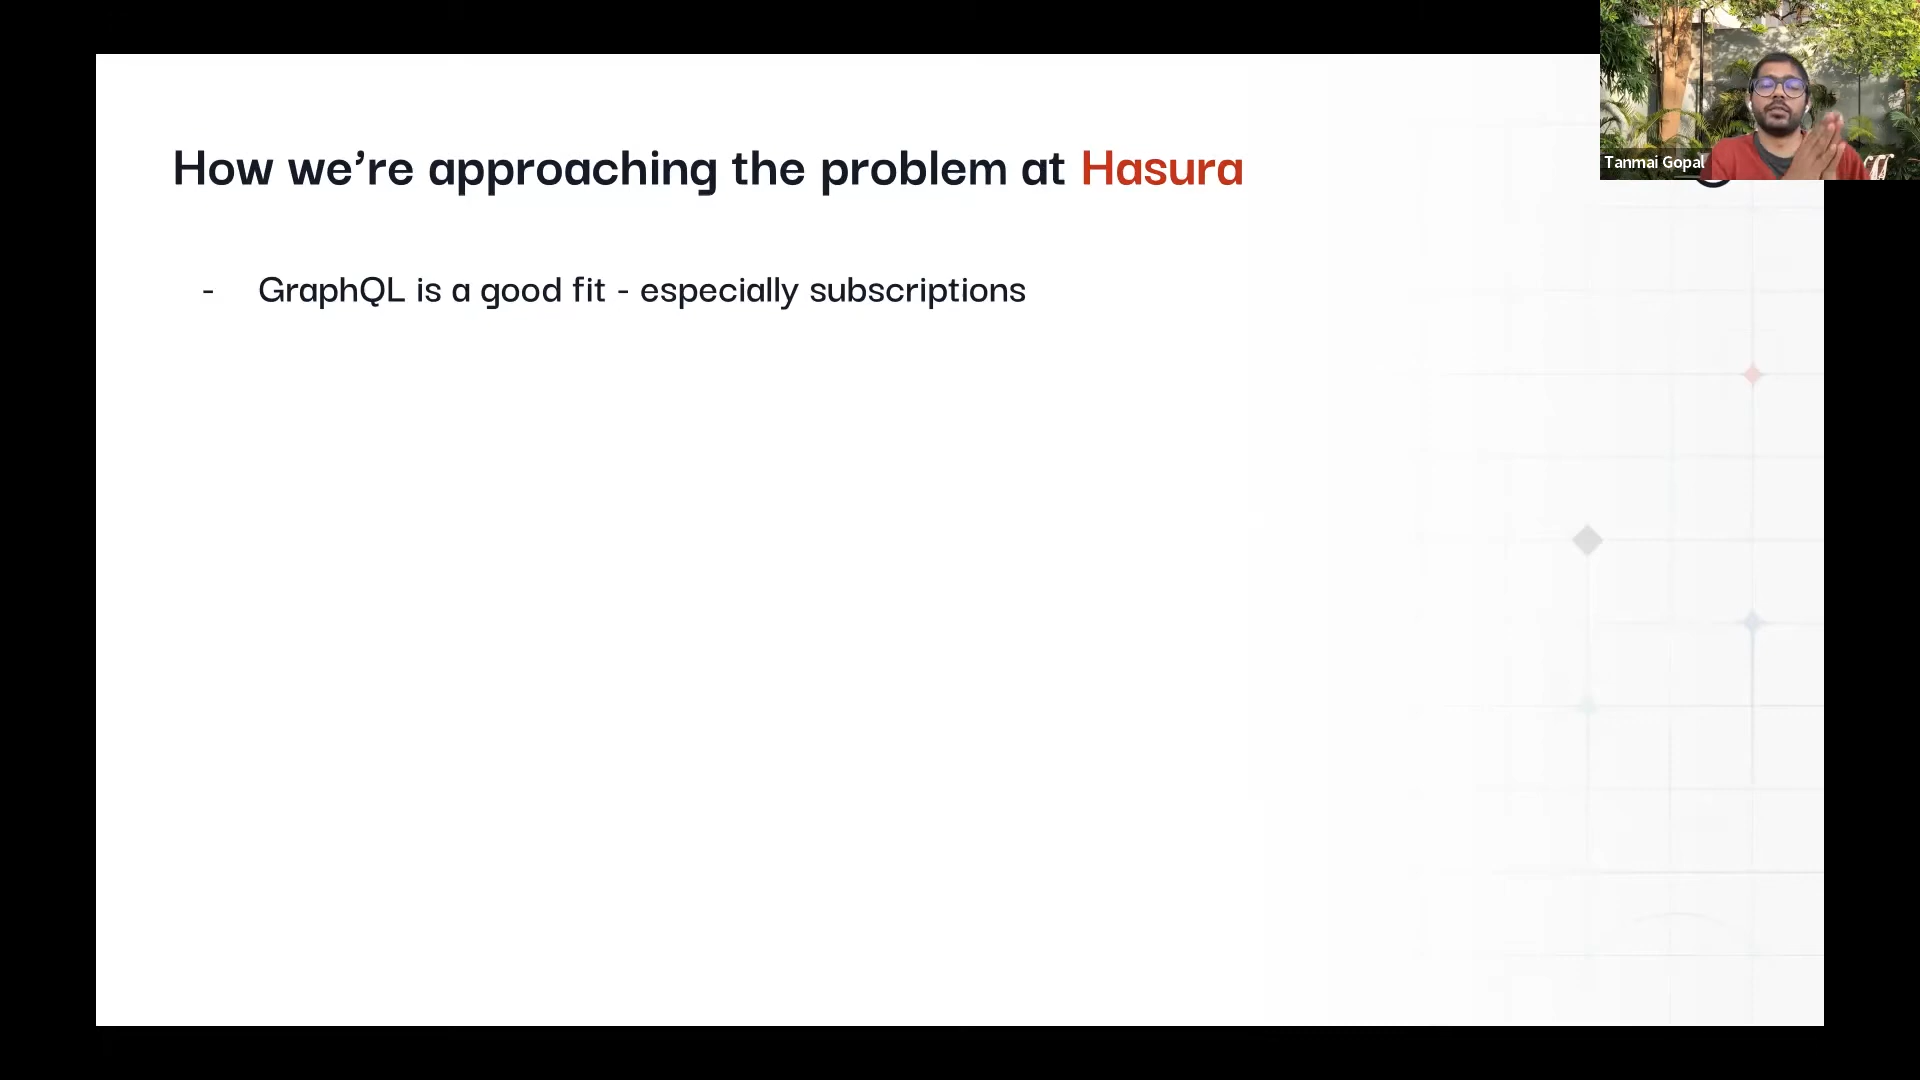 How we’re approaching the problem at Hasura
- GraphQL is a good fit - especially subscriptions
Tanmai Gopal